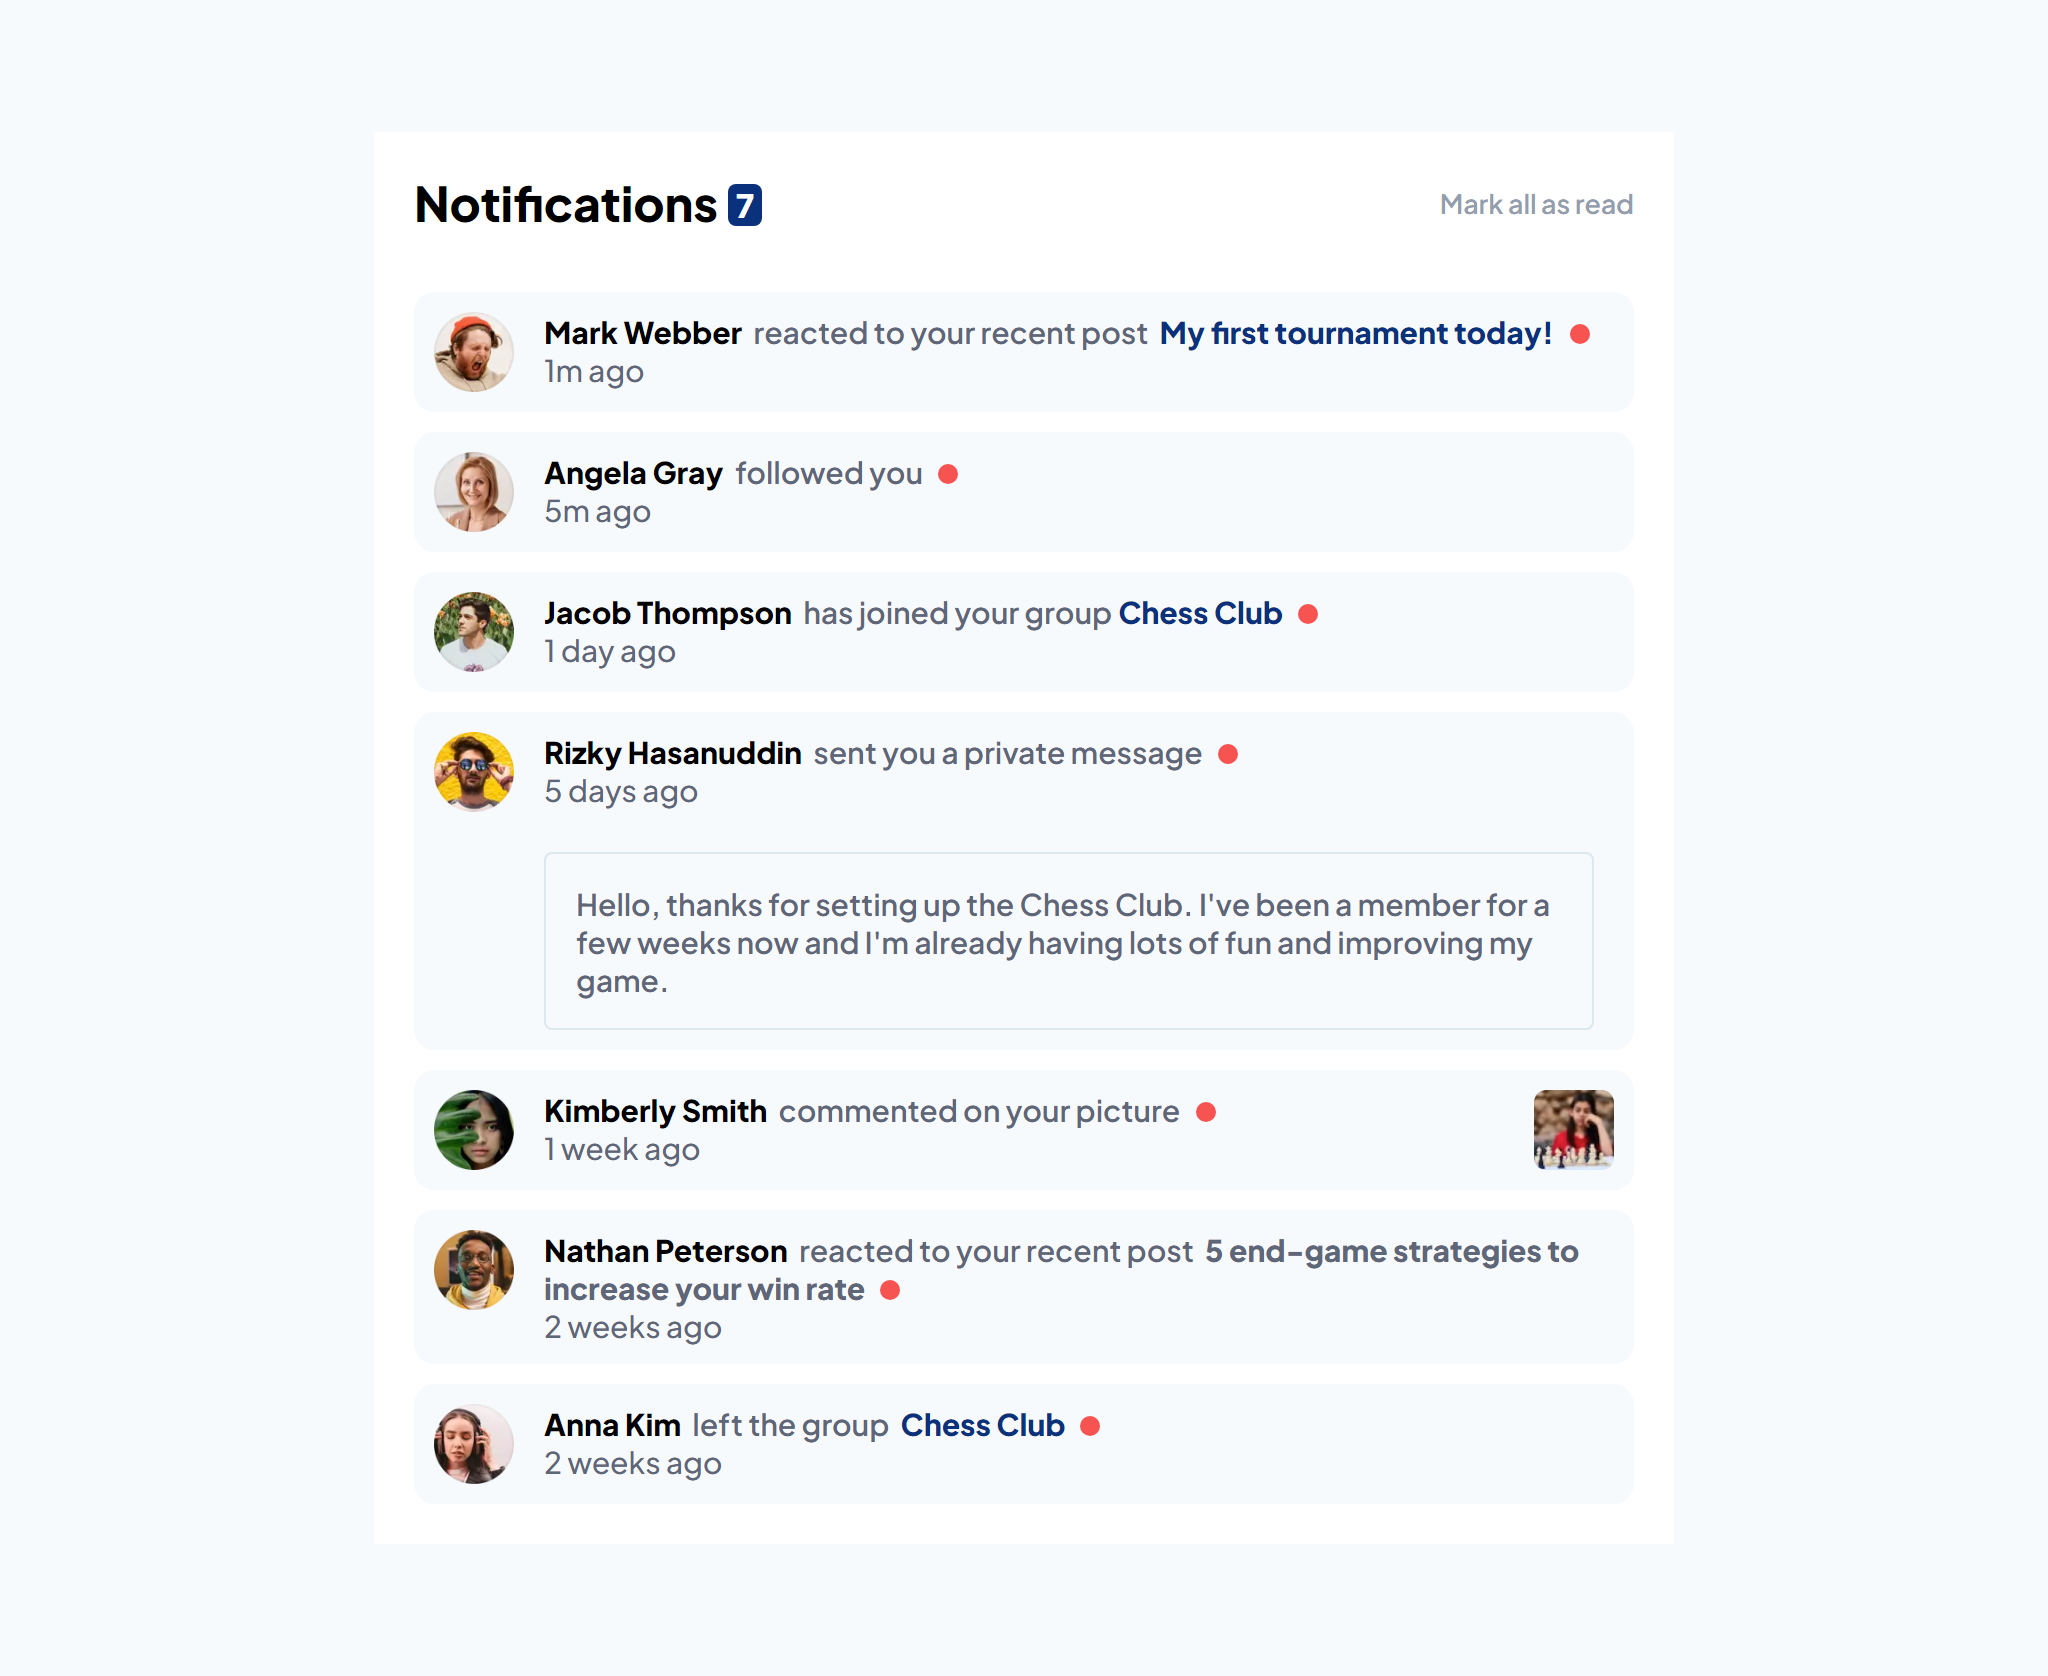 Notifications 7
Mark all as read
Mark Webber reacted to your recent post My first tournament today!
1m ago
Angela Gray followed you
5m ago
Jacob Thompson has joined your group Chess Club
1 day ago
Rizky Hasanuddin sent you a private message
5 days ago
Hello, thanks for setting up the Chess Club. I've been a member for a
few weeks now and I'm already having lots of fun and improving my
game.
Kimberly Smith commented on your picture
1 week ago
Nathan Peterson reacted to your recent post 5 end-game strategies to
increase your win rate
2 weeks ago
Anna Kim left the group Chess Club
2 weeks ago